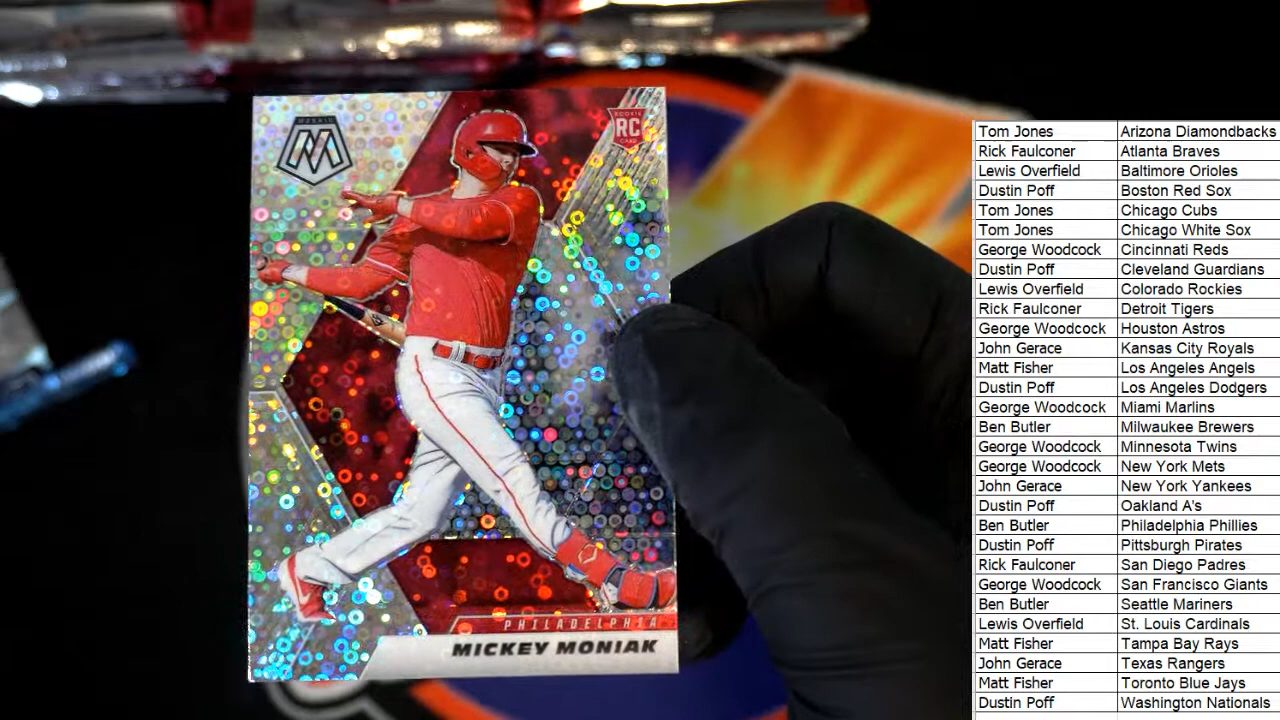 MOSAIC
ROOKIE
RC
CARD
PHILADELPHIA
MICKEY MONIAK
Tom Jones Arizona Diamondbacks
Rick Faulconer Atlanta Braves
Lewis Overfield Baltimore Orioles
Dustin Poff Boston Red Sox
Tom Jones Chicago Cubs
Tom Jones Chicago White Sox
George Woodcock Cincinnati Reds
Dustin Poff Cleveland Guardians
Lewis Overfield Colorado Rockies
Rick Faulconer Detroit Tigers
George Woodcock Houston Astros
John Gerace Kansas City Royals
Matt Fisher Los Angeles Angels
Dustin Poff Los Angeles Dodgers
George Woodcock Miami Marlins
Ben Butler Milwaukee Brewers
George Woodcock Minnesota Twins
George Woodcock New York Mets
John Gerace New York Yankees
Dustin Poff Oakland A's
Ben Butler Philadelphia Phillies
Dustin Poff Pittsburgh Pirates
Rick Faulconer San Diego Padres
George Woodcock San Francisco Giants
Ben Butler Seattle Mariners
Lewis Overfield St. Louis Cardinals
Matt Fisher Tampa Bay Rays
John Gerace Texas Rangers
Matt Fisher Toronto Blue Jays
Dustin Poff Washington Nationals